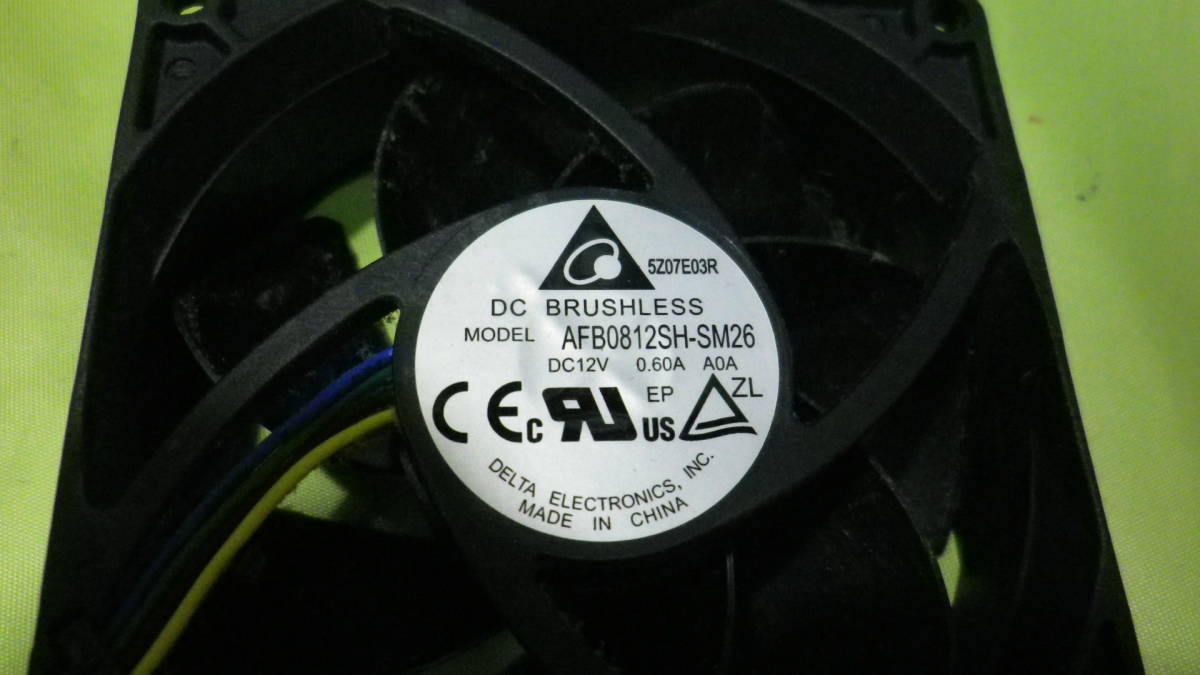 5Z07E03R
DC BRUSHLESS
MODEL AFB0812SH-SM26
DC12V 0.60A A0A
CE c RU US EP ZL
DELTA ELECTRONICS, INC.
MADE IN CHINA